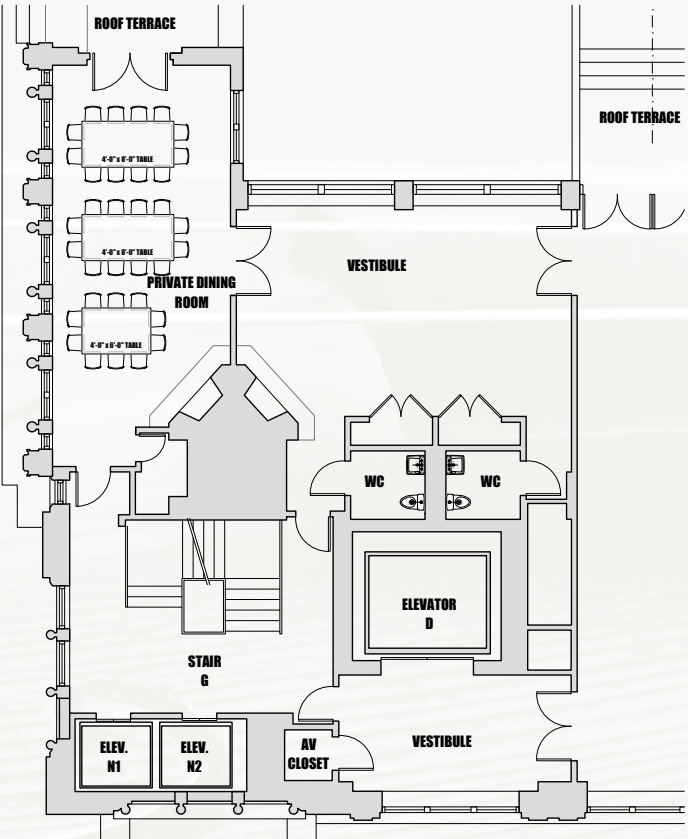 ROOF TERRACE
ROOF TERRACE
4'-0" x 8'-0" TABLE
4'-0" x 8'-0" TABLE
PRIVATE DINING
ROOM
VESTIBULE
4'-0" x 6'-0" TABLE
WC
WC
ELEVATOR
D
STAIR
G
ELEV.
N1
ELEV.
N2
AV
CLOSET
VESTIBULE